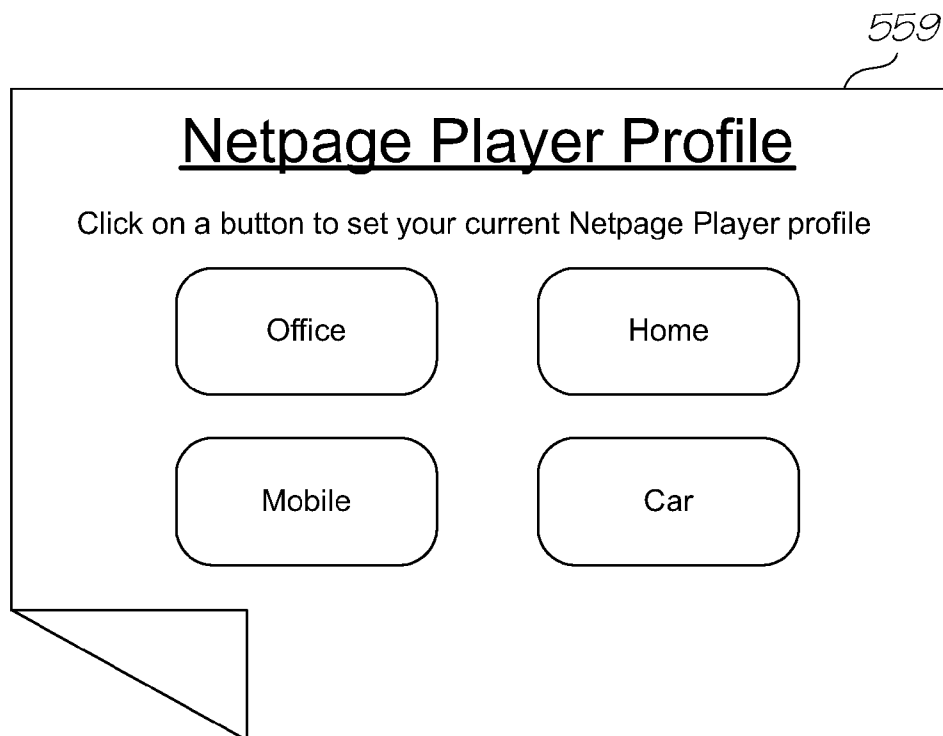 559
Netpage Player Profile
Click on a button to set your current Netpage Player profile
Office
Home
Mobile
Car